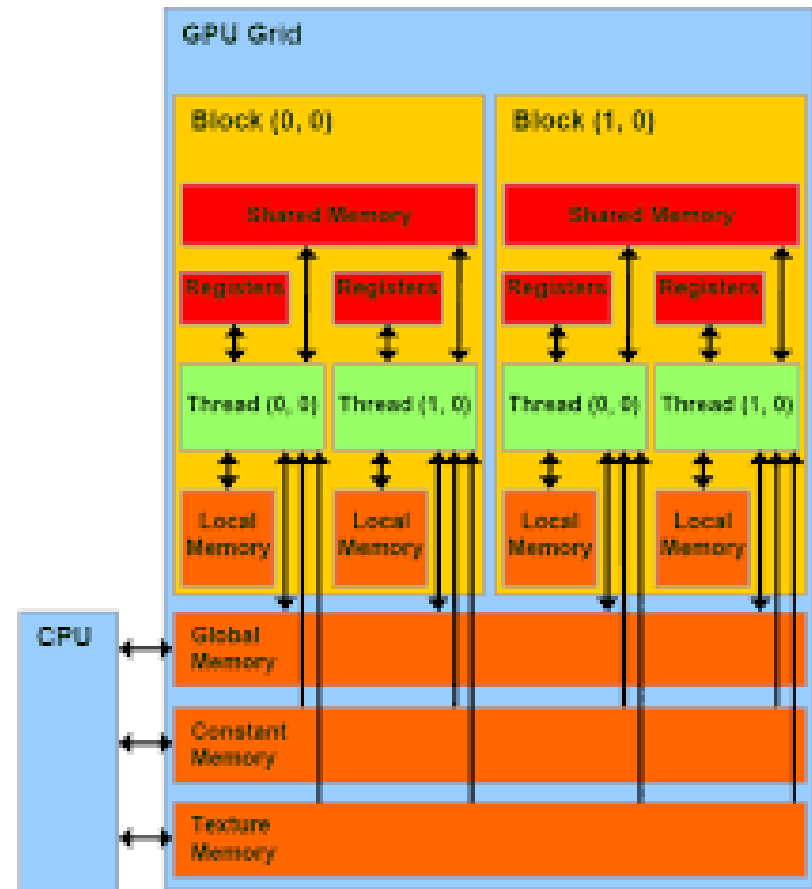 GPU Grid
Block (0, 0)
Block (1, 0)
Shared Memory
Shared Memory
Registers
Registers
Registers
Registers
Thread (0, 0)
Thread (1, 0)
Thread (0, 0)
Thread (1, 0)
Local
Memory
Local
Memory
Local
Memory
Local
Memory
CPU
Global
Memory
Constant
Memory
Texture
Memory